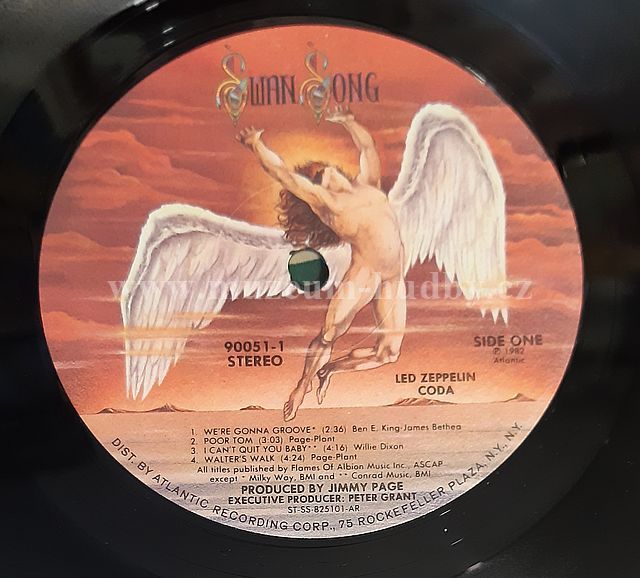 SWAN SONG
www.muzeum-hudby.cz
90051-1
STEREO
SIDE ONE
℗ 1982
Atlantic
LED ZEPPELIN
CODA
1. WE'RE GONNA GROOVE* (2:36) Ben E. King-James Bethea
2. POOR TOM (3:03) Page-Plant
3. I CAN'T QUIT YOU BABY** (4:16) Willie Dixon
4. WALTER'S WALK (4:24) Page-Plant
All titles published by Flames Of Albion Music Inc., ASCAP
except * Milky Way, BMI and ** Conrad Music, BMI
PRODUCED BY JIMMY PAGE
EXECUTIVE PRODUCER: PETER GRANT
ST-SS-825101-AR
DIST. BY ATLANTIC RECORDING CORP., 75 ROCKEFELLER PLAZA, N.Y., N.Y.